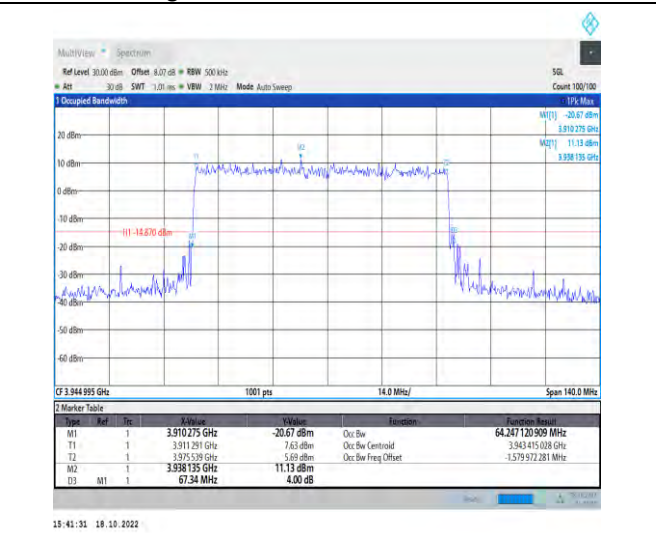 MultiView Spectrum
Ref Level 30.00 dBm Offset 8.07 dB RBW 500 kHz SGL
Att 30 dB SWT 1.01 ms VBW 2 MHz Mode Auto Sweep Count 100/100
1 Occupied Bandwidth 1Pk Max
M1[1] -20.67 dBm
3.910 275 GHz
M2[1] 11.13 dBm
3.938 135 GHz
20 dBm
M2
T1 T2
10 dBm
0 dBm
-10 dBm
H1 -14.870 dBm
M1 D3
-20 dBm
-30 dBm
-40 dBm
-50 dBm
-60 dBm
CF 3.944 995 GHz 1001 pts 14.0 MHz/ Span 140.0 MHz
2 Marker Table
Type Ref Trc X-Value Y-Value Function Function Result
M1 1 3.910 275 GHz -20.67 dBm Occ Bw 64.247 120 909 MHz
T1 1 3.911 291 GHz 7.63 dBm Occ Bw Centroid 3.943 415 028 GHz
T2 1 3.975 539 GHz 5.69 dBm Occ Bw Freq Offset -1.579 972 281 MHz
M2 1 3.938 135 GHz 11.13 dBm
D3 M1 1 67.34 MHz 4.00 dB
15:41:31 18.10.2022